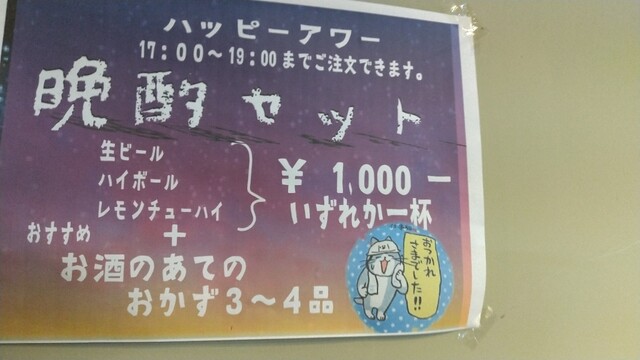 ハッピーアワー
17:00～19:00までご注文できます。
晩酌セット
生ビール
ハイボール
レモンチューハイ
￥1,000ー
いずれか一杯
おすすめ
+
お酒のあての
おかず3～4品
おつかれ
さまでした!!